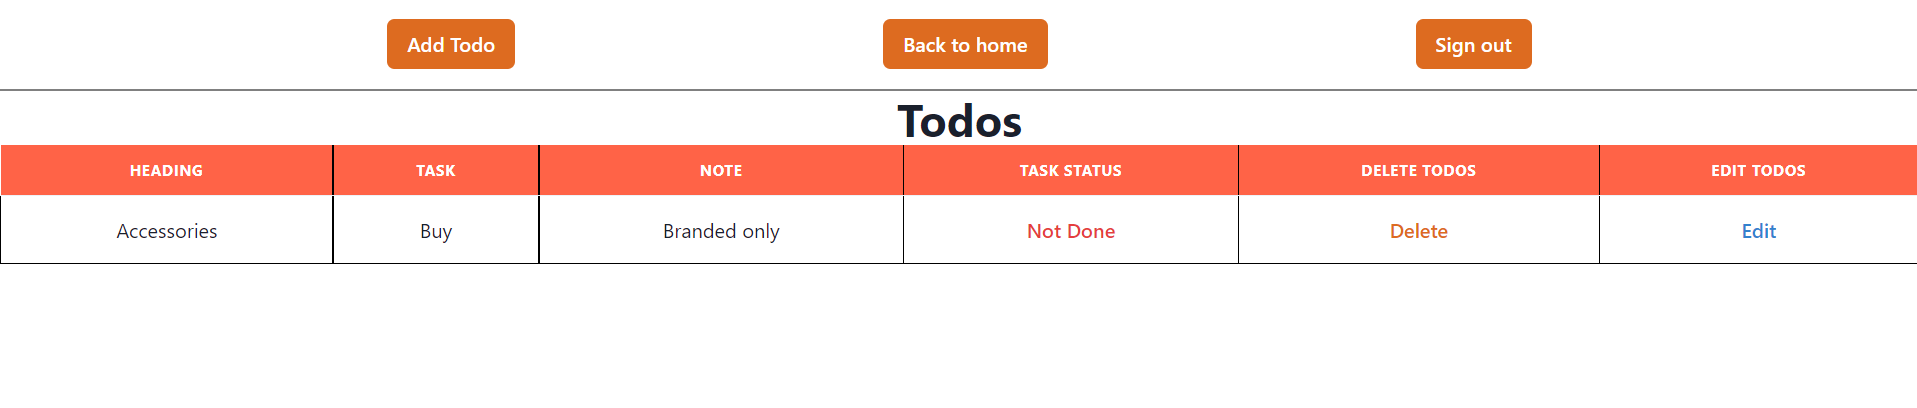 Add Todo Back to home Sign out
Todos
HEADING TASK NOTE TASK STATUS DELETE TODOS EDIT TODOS
Accessories Buy Branded only Not Done Delete Edit